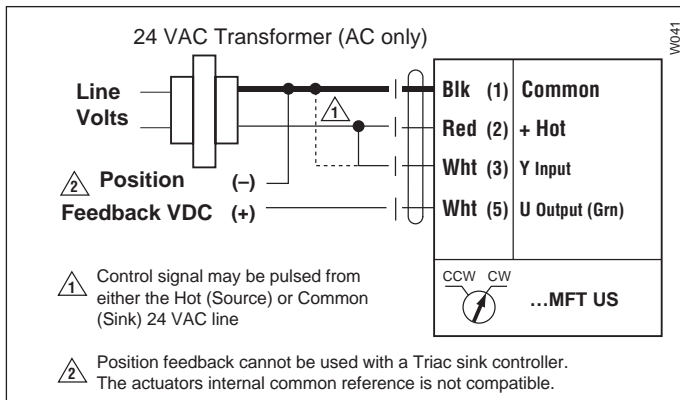 W041
24 VAC Transformer (AC only)
Line
Volts
1
Blk (1) Common
Red (2) + Hot
Wht (3) Y Input
2 Position (–)
Feedback VDC (+)
Wht (5) U Output (Grn)
CCW CW
...MFT US
1 Control signal may be pulsed from
either the Hot (Source) or Common
(Sink) 24 VAC line
2 Position feedback cannot be used with a Triac sink controller.
The actuators internal common reference is not compatible.